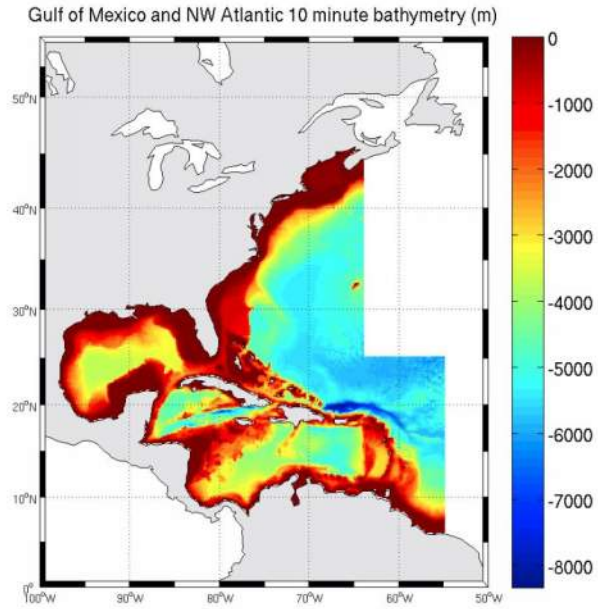 Gulf of Mexico and NW Atlantic 10 minute bathymetry (m)
50°N
40°N
30°N
20°N
10°N
0°
100°W 90°W 80°W 70°W 60°W 50°W
0
-1000
-2000
-3000
-4000
-5000
-6000
-7000
-8000